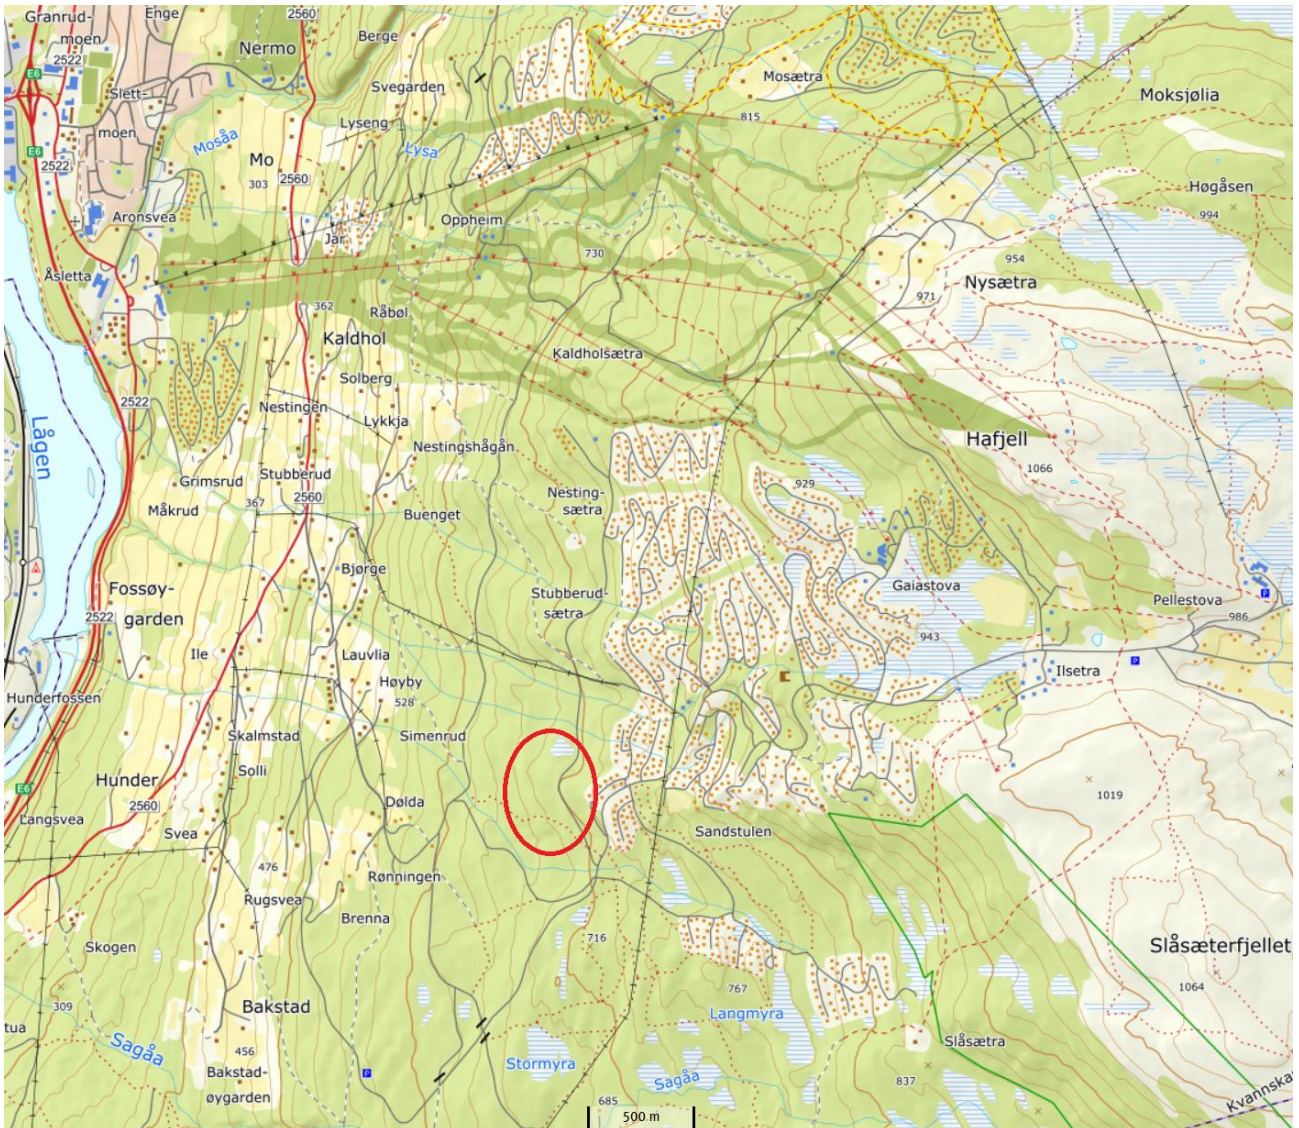 Granrud-
moen
Enge
2560
Berge
2522
Nermo
E6
Svegarden
Mosætra
Moksjølia
Slett-
moen
815
Lyseng
Mosåa
Lysa
E6
2522
Mo
303
2560
Høgåsen
994
Aronsvea
Oppheim
Jar
730
954
Åsletta
Nysætra
971
362
Råbøl
Kaldhol
Kaldholsætra
Solberg
2522
Nestingen
Lykkja
Lågen
Nestingshågån
Hafjell
1066
Grimsrud
Stubberud
929
367
2560
Nesting-
sætra
Måkrud
Buenget
Bjørge
Gaiastova
Fossøy-
garden
Stubberud-
sætra
Pellestova
986
2522
943
Ile
Lauvlia
Ilsetra
Hunderfossen
Høyby
528
Skalmstad
Simenrud
Solli
Hunder
E6
2560
Dølda
1019
Langsvea
Svea
Sandstulen
476
Rønningen
Rugsvea
Brenna
716
Skogen
Slåsæterfjellet
767
1064
309
Bakstad
Langmyra
tua
Sagåa
Slåsætra
456
Stormyra
Bakstad-
øygarden
Sagåa
837
685
500 m
Kvannska